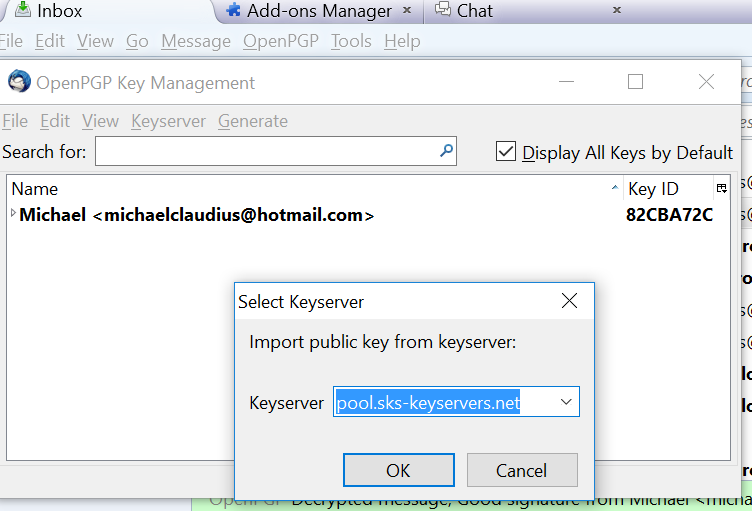 Inbox Add-ons Manager × Chat ×
File Edit View Go Message OpenPGP Tools Help
OpenPGP Key Management
File Edit View Keyserver Generate
Search for: Display All Keys by Default
Name Key ID
Michael <michaelclaudius@hotmail.com> 82CBA72C
Select Keyserver
Import public key from keyserver:
Keyserver pool.sks-keyservers.net
OK Cancel
OpenPGP Decrypted message; Good signature from Michael <micha